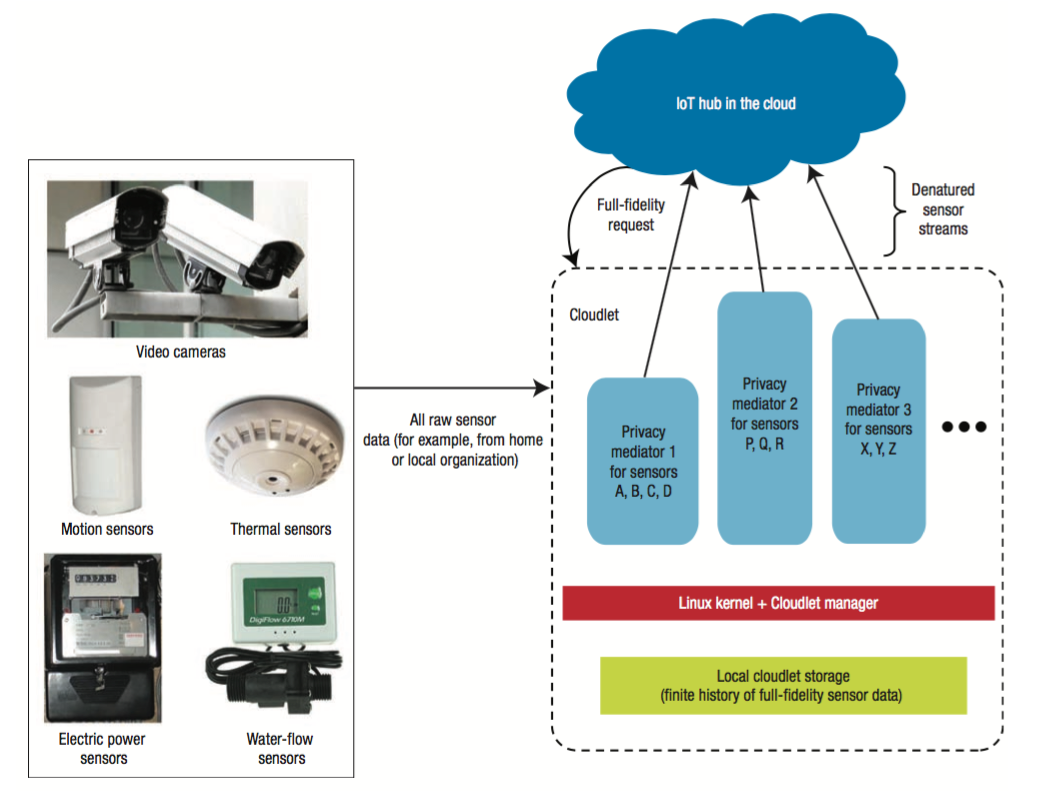 IoT hub in the cloud
Full-fidelity
request
Denatured
sensor
streams
Video cameras
Motion sensors
Thermal sensors
DigiFlow 6710M
0.0
Electric power
sensors
Water-flow
sensors
All raw sensor
data (for example, from home
or local organization)
Cloudlet
Privacy
mediator 1
for sensors
A, B, C, D
Privacy
mediator 2
for sensors
P, Q, R
Privacy
mediator 3
for sensors
X, Y, Z
Linux kernel + Cloudlet manager
Local cloudlet storage
(finite history of full-fidelity sensor data)